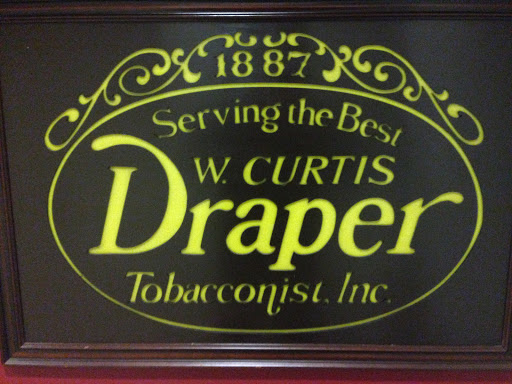 1887
Serving the Best
W. CURTIS
Draper
Tobacconist, Inc.